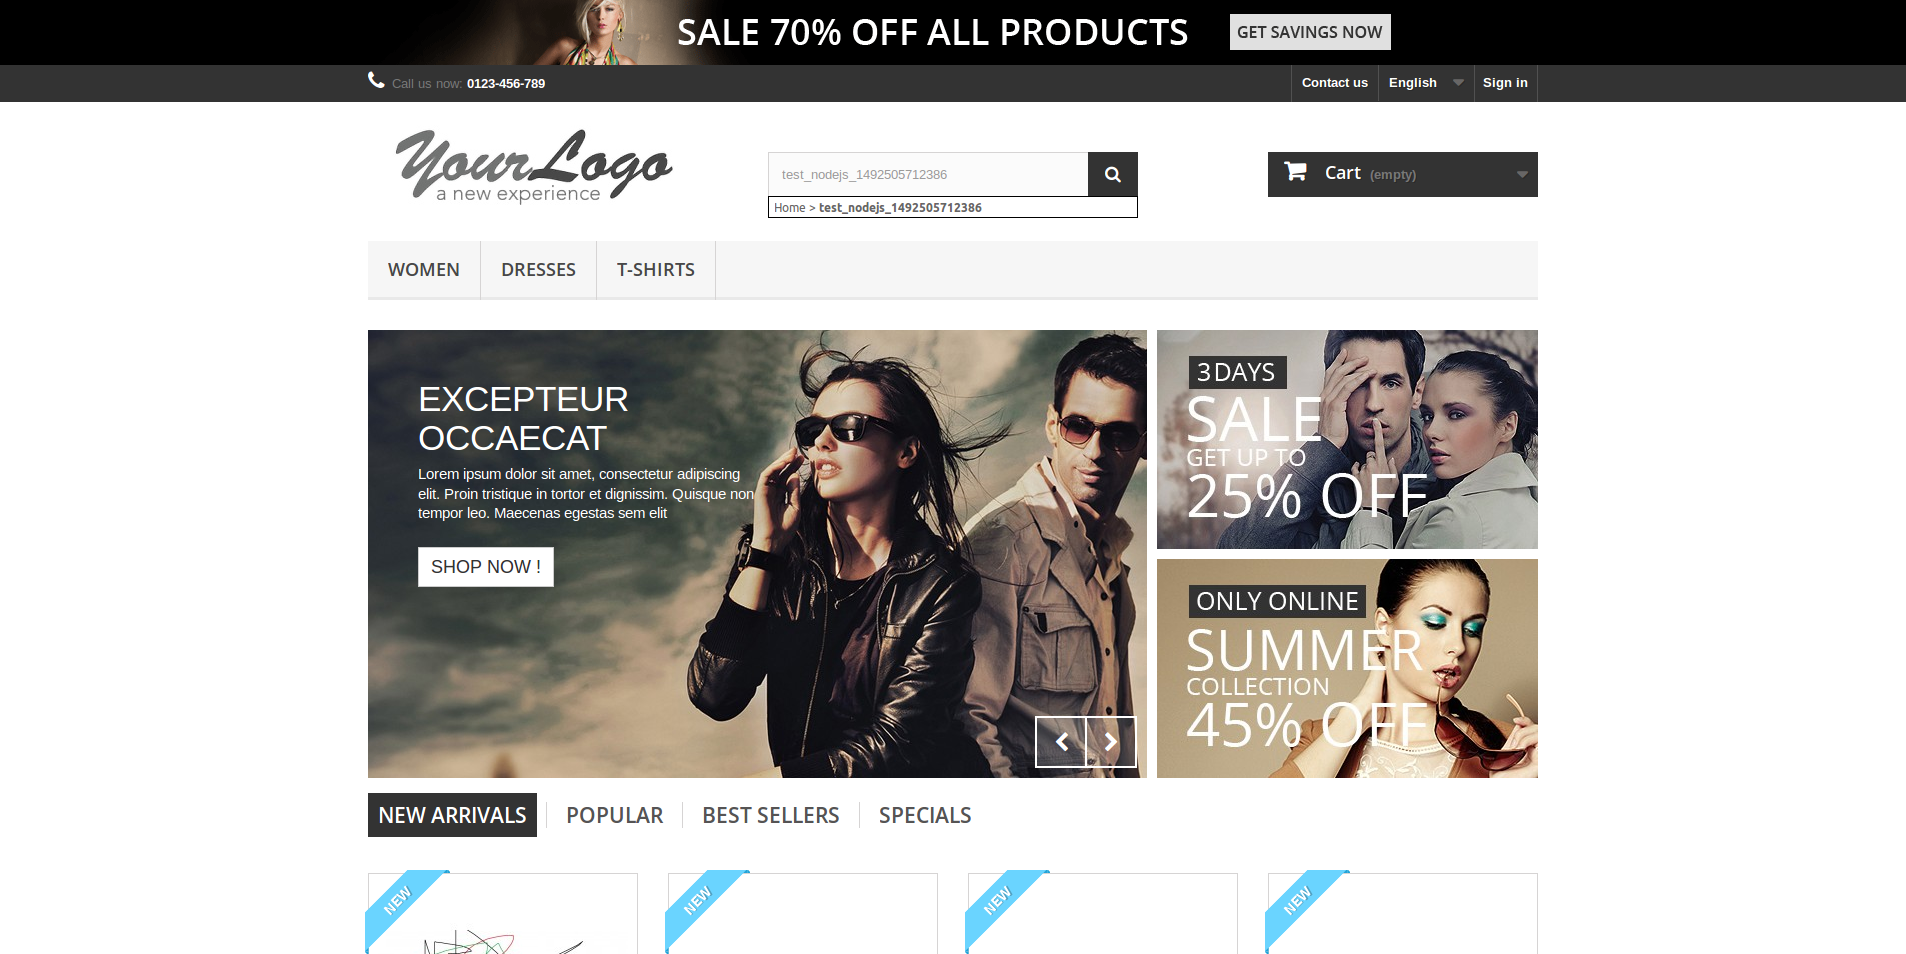 SALE 70% OFF ALL PRODUCTS
GET SAVINGS NOW
Call us now: 0123-456-789
Contact us
English
Sign in
YourLogo
a new experience
test_nodejs_1492505712386
Home > test_nodejs_1492505712386
Cart (empty)
WOMEN
DRESSES
T-SHIRTS
EXCEPTEUR
OCCAECAT
Lorem ipsum dolor sit amet, consectetur adipiscing
elit. Proin tristique in tortor et dignissim. Quisque non
tempor leo. Maecenas egestas sem elit
SHOP NOW !
3 DAYS
SALE
GET UP TO
25% OFF
ONLY ONLINE
SUMMER
COLLECTION
45% OFF
NEW ARRIVALS
POPULAR
BEST SELLERS
SPECIALS
NEW
NEW
NEW
NEW